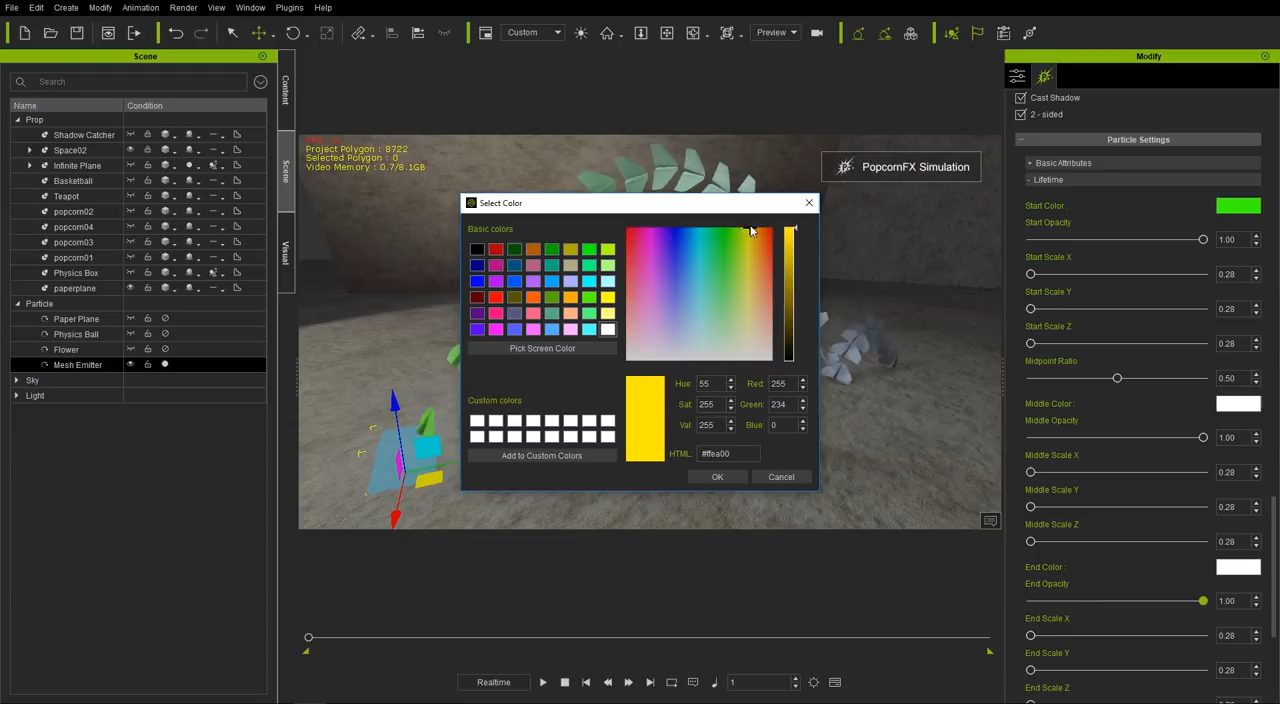 File Edit Create Modify Animation Render View Window Plugins Help
Custom Preview
Scene
Modify
Search
Name Condition
Prop
Shadow Catcher
Space02
Infinite Plane
Basketball
Teapot
popcorn02
popcorn04
popcorn03
popcorn01
Physics Box
paperplane
Particle
Paper Plane
Physics Ball
Flower
Mesh Emitter
Sky
Light
Content
Scene
Visual
Project Polygon : 8722
Selected Polygon : 0
Video Memory : 0.7/8.1GB
PopcornFX Simulation
Select Color
Basic colors
Pick Screen Color
Custom colors
Add to Custom Colors
Hue: 55 Red: 255
Sat: 255 Green: 234
Val: 255 Blue: 0
HTML: #ffea00
OK Cancel
Cast Shadow
2 - sided
Particle Settings
+ Basic Attributes
- Lifetime
Start Color :
Start Opacity
1.00
Start Scale X
0.28
Start Scale Y
0.28
Start Scale Z
0.28
Midpoint Ratio
0.50
Middle Color :
Middle Opacity
1.00
Middle Scale X
0.28
Middle Scale Y
0.28
Middle Scale Z
0.28
End Color :
End Opacity
1.00
End Scale X
0.28
End Scale Y
0.28
End Scale Z
Realtime 1